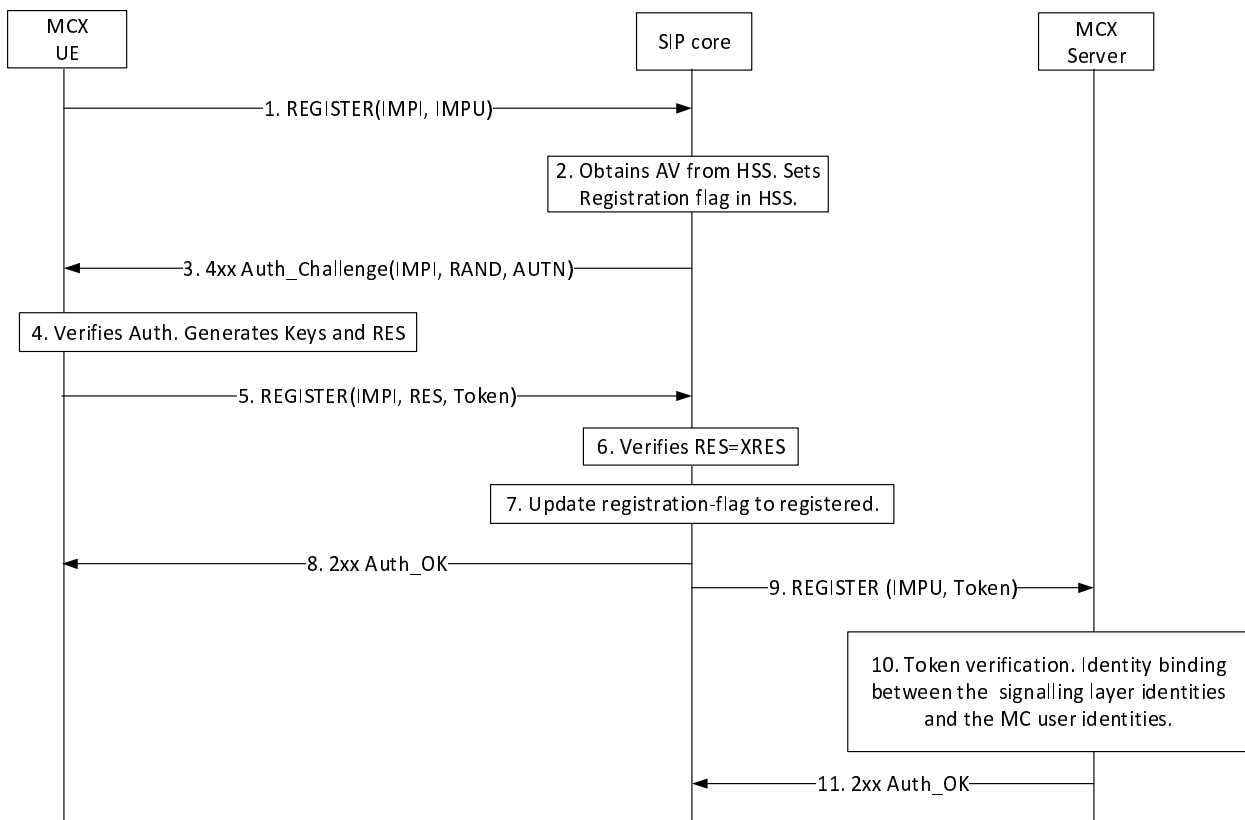 MCX
UE
SIP core
MCX
Server
1. REGISTER(IMPI, IMPU)
2. Obtains AV from HSS. Sets
Registration flag in HSS.
3. 4xx Auth_Challenge(IMPI, RAND, AUTN)
4. Verifies Auth. Generates Keys and RES
5. REGISTER(IMPI, RES, Token)
6. Verifies RES=XRES
7. Update registration-flag to registered.
8. 2xx Auth_OK
9. REGISTER (IMPU, Token)
10. Token verification. Identity binding
between the signalling layer identities
and the MC user identities.
11. 2xx Auth_OK